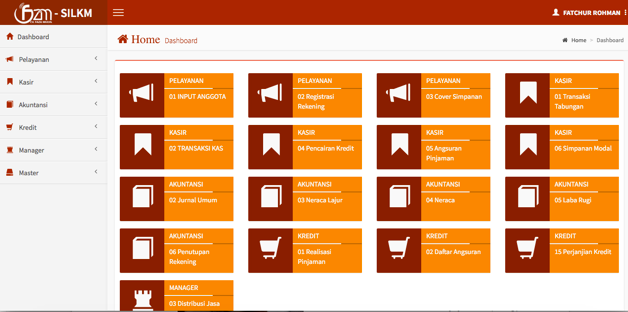 - SILKM
FATCHUR ROHMAN
Dashboard
Pelayanan
Kasir
Akuntansi
Kredit
Manager
Master
Home Dashboard
Home - Dashboard
PELAYANAN
01 INPUT ANGGOTA
PELAYANAN
02 Registrasi
Rekening
PELAYANAN
03 Cover Simpanan
KASIR
01 Transaksi
Tabungan
KASIR
02 TRANSAKSI KAS
KASIR
04 Pencairan Kredit
KASIR
05 Angsuran
Pinjaman
KASIR
06 Simpanan Modal
AKUNTANSI
02 Jurnal Umum
AKUNTANSI
03 Neraca Lajur
AKUNTANSI
04 Neraca
AKUNTANSI
05 Laba Rugi
AKUNTANSI
06 Penutupan
Rekening
KREDIT
01 Realisasi
Pinjaman
KREDIT
02 Daftar Angsuran
KREDIT
15 Perjanjian Kredit
MANAGER
03 Distribusi Jasa